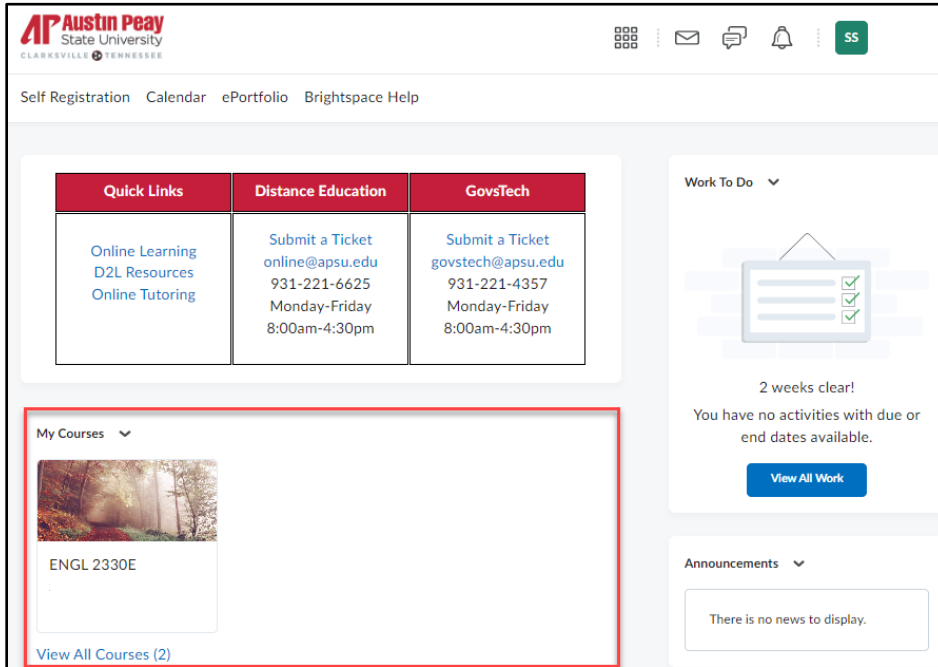 AP Austin Peay
State University
CLARKSVILLE TENNESSEE
SS
Self Registration Calendar ePortfolio Brightspace Help
Quick Links Distance Education GovsTech
Online Learning
D2L Resources
Online Tutoring
Submit a Ticket
online@apsu.edu
931-221-6625
Monday-Friday
8:00am-4:30pm
Submit a Ticket
govstech@apsu.edu
931-221-4357
Monday-Friday
8:00am-4:30pm
Work To Do
2 weeks clear!
You have no activities with due or
end dates available.
View All Work
My Courses
ENGL 2330E
View All Courses (2)
Announcements
There is no news to display.